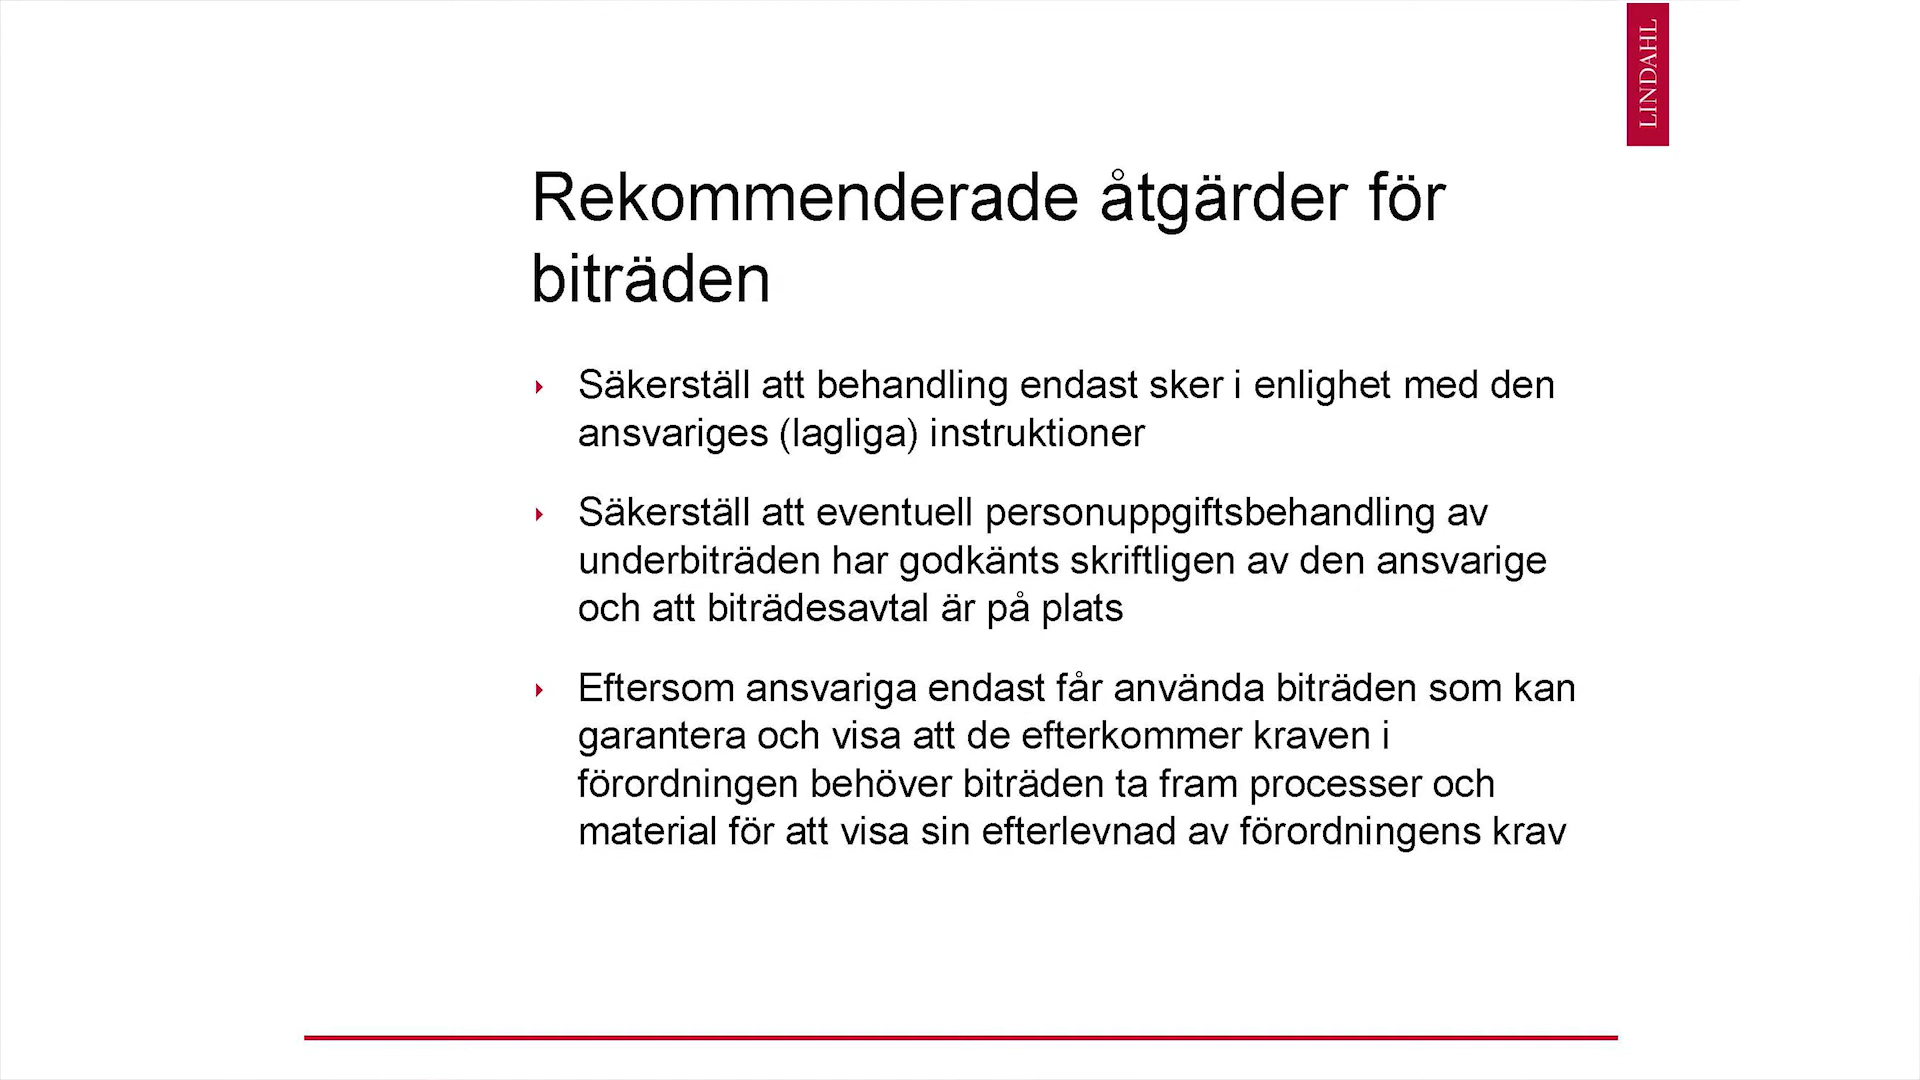 LINDAHL
Rekommenderade åtgärder för
biträden
Säkerställ att behandling endast sker i enlighet med den
ansvariges (lagliga) instruktioner
Säkerställ att eventuell personuppgiftsbehandling av
underbiträden har godkänts skriftligen av den ansvarige
och att biträdesavtal är på plats
Eftersom ansvariga endast får använda biträden som kan
garantera och visa att de efterkommer kraven i
förordningen behöver biträden ta fram processer och
material för att visa sin efterlevnad av förordningens krav